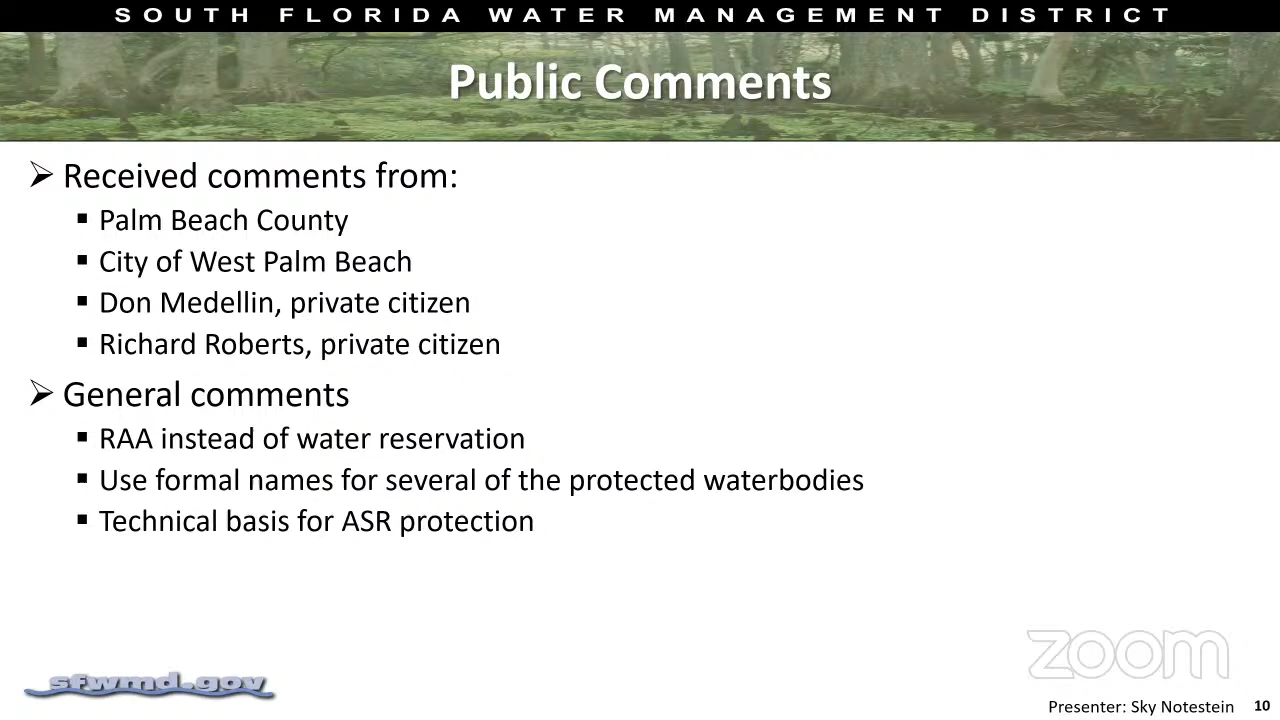 SOUTH FLORIDA WATER MANAGEMENT DISTRICT
Public Comments
➢ Received comments from:
▪ Palm Beach County
▪ City of West Palm Beach
▪ Don Medellin, private citizen
▪ Richard Roberts, private citizen
➢ General comments
▪ RAA instead of water reservation
▪ Use formal names for several of the protected waterbodies
▪ Technical basis for ASR protection
zoom
sfwmd.gov
Presenter: Sky Notestein 10